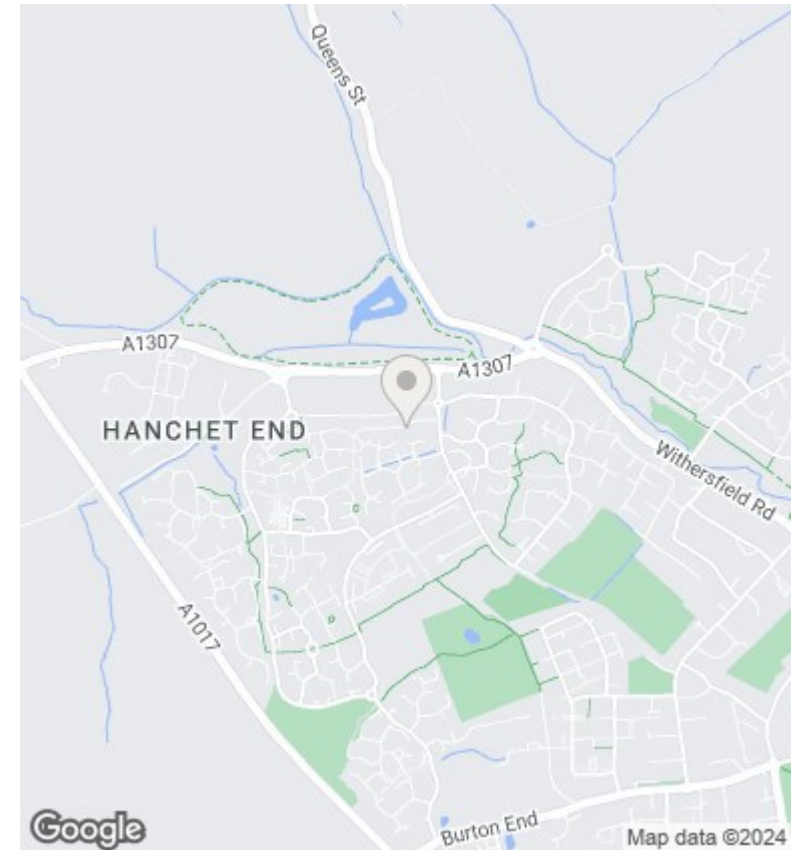 Queens St
A1307
A1307
HANCHET END
Withersfield Rd
A1017
Burton End
Google
Map data ©2024